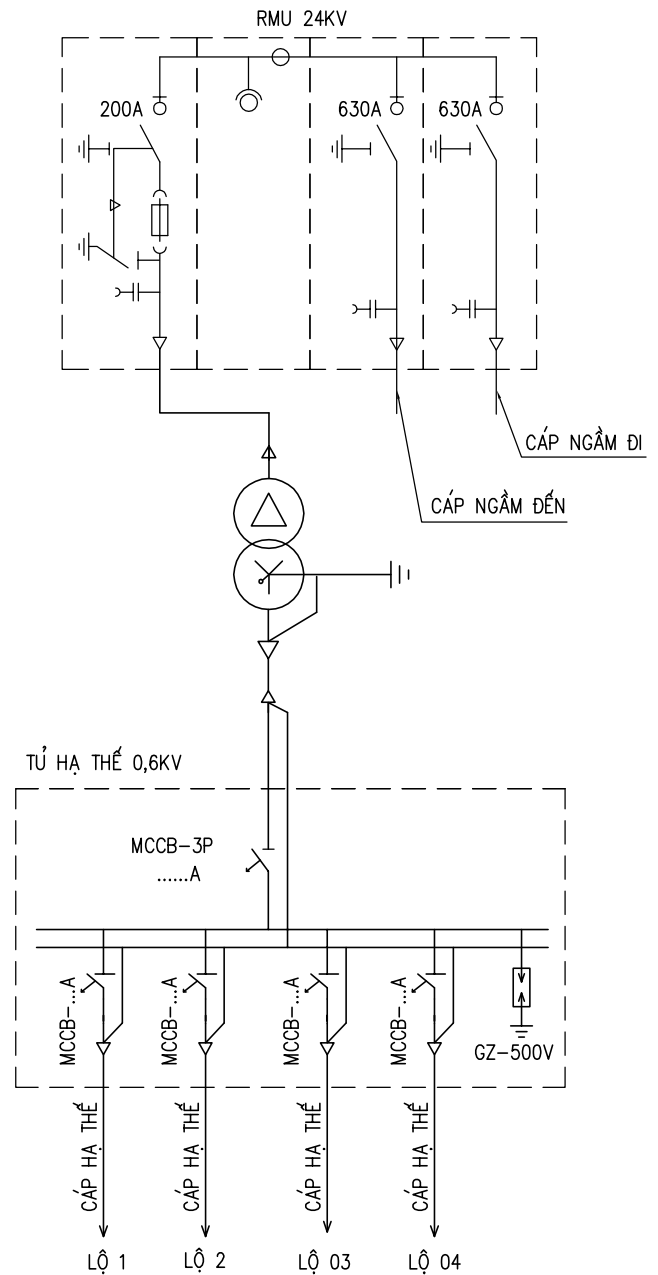 RMU 24KV
200A
630A
630A
CÁP NGẦM ĐI
CÁP NGẦM ĐẾN
TỦ HẠ THẾ 0,6KV
MCCB-3P
......A
MCCB-...A
MCCB-...A
MCCB-...A
MCCB-...A
GZ-500V
CÁP HẠ THẾ
CÁP HẠ THẾ
CÁP HẠ THẾ
CÁP HẠ THẾ
LỘ 1
LỘ 2
LỘ 03
LỘ 04